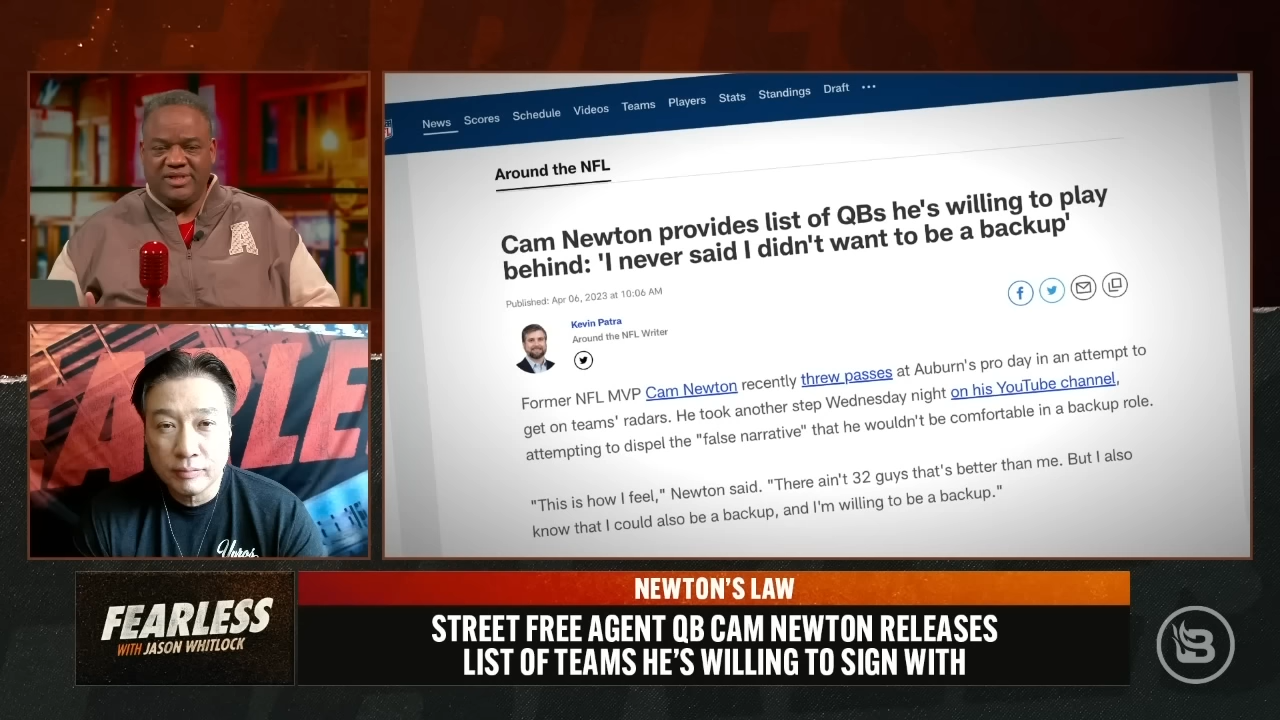 News Scores Schedule Videos Teams Players Stats Standings Draft
NFL
Around the NFL
Cam Newton provides list of QBs he's willing to play
behind: 'I never said I didn't want to be a backup'
Published: Apr 06, 2023 at 10:06 AM
Kevin Patra
Around the NFL Writer
Former NFL MVP Cam Newton recently threw passes at Auburn's pro day in an attempt to
get on teams' radars. He took another step Wednesday night on his YouTube channel,
attempting to dispel the "false narrative" that he wouldn't be comfortable in a backup role.
"This is how I feel," Newton said. "There ain't 32 guys that's better than me. But I also
know that I could also be a backup, and I'm willing to be a backup."
A
NEWTON'S LAW
STREET FREE AGENT QB CAM NEWTON RELEASES
LIST OF TEAMS HE'S WILLING TO SIGN WITH
FEARLESS
WITH JASON WHITLOCK
B